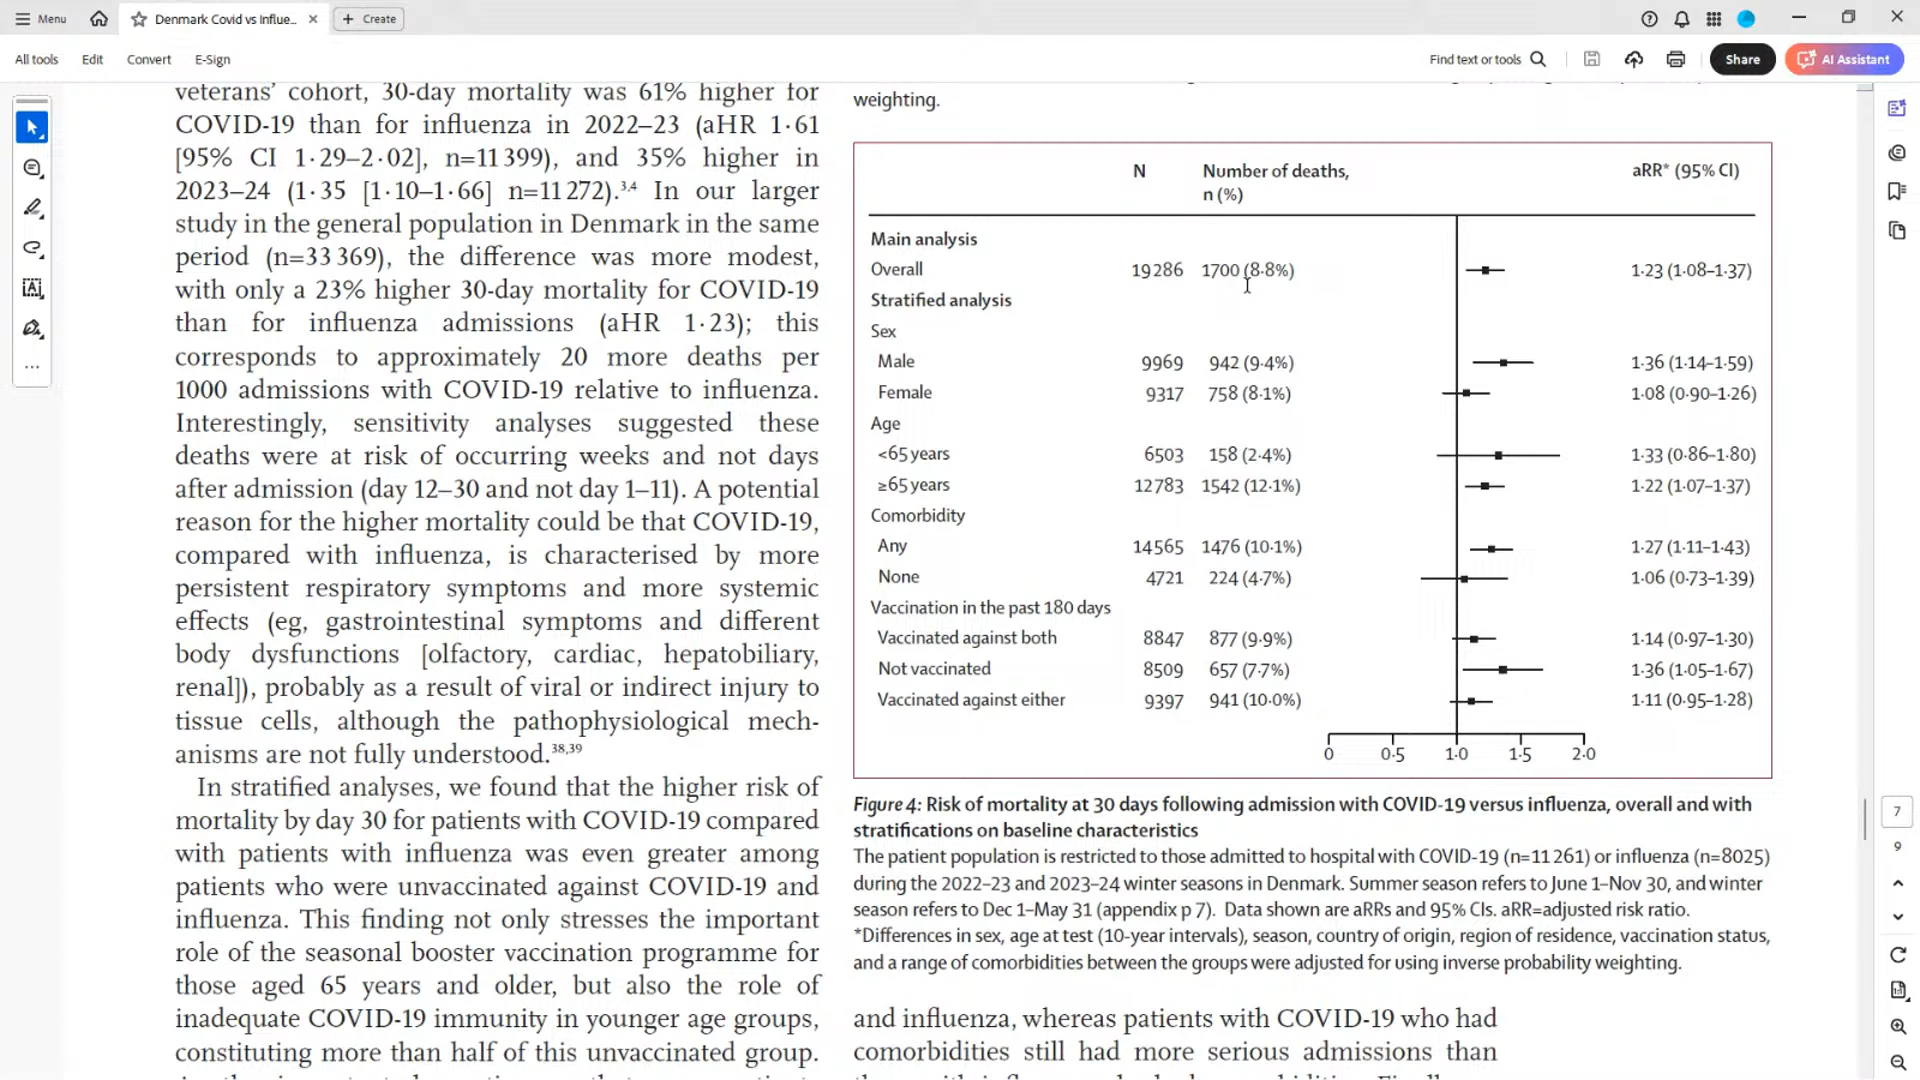 Menu
Denmark Covid vs Influe...
Create
All tools
Edit
Convert
E-Sign
Find text or tools
Share
AI Assistant
veterans' cohort, 30-day mortality was 61% higher for
COVID-19 than for influenza in 2022–23 (aHR 1·61
[95% CI 1·29–2·02], n=11 399), and 35% higher in
2023–24 (1·35 [1·10–1·66] n=11 272).3,4 In our larger
study in the general population in Denmark in the same
period (n=33 369), the difference was more modest,
with only a 23% higher 30-day mortality for COVID-19
than for influenza admissions (aHR 1·23); this
corresponds to approximately 20 more deaths per
1000 admissions with COVID-19 relative to influenza.
Interestingly, sensitivity analyses suggested these
deaths were at risk of occurring weeks and not days
after admission (day 12–30 and not day 1–11). A potential
reason for the higher mortality could be that COVID-19,
compared with influenza, is characterised by more
persistent respiratory symptoms and more systemic
effects (eg, gastrointestinal symptoms and different
body dysfunctions [olfactory, cardiac, hepatobiliary,
renal]), probably as a result of viral or indirect injury to
tissue cells, although the pathophysiological mech-
anisms are not fully understood.38,39
In stratified analyses, we found that the higher risk of
mortality by day 30 for patients with COVID-19 compared
with patients with influenza was even greater among
patients who were unvaccinated against COVID-19 and
influenza. This finding not only stresses the important
role of the seasonal booster vaccination programme for
those aged 65 years and older, but also the role of
inadequate COVID-19 immunity in younger age groups,
constituting more than half of this unvaccinated group.
weighting.
N Number of deaths, n (%) aRR* (95% CI)
Main analysis
Overall 19 286 1700 (8·8%) 1·23 (1·08–1·37)
Stratified analysis
Sex
Male 9969 942 (9·4%) 1·36 (1·14–1·59)
Female 9317 758 (8·1%) 1·08 (0·90–1·26)
Age
<65 years 6503 158 (2·4%) 1·33 (0·86–1·80)
≥65 years 12 783 1542 (12·1%) 1·22 (1·07–1·37)
Comorbidity
Any 14 565 1476 (10·1%) 1·27 (1·11–1·43)
None 4721 224 (4·7%) 1·06 (0·73–1·39)
Vaccination in the past 180 days
Vaccinated against both 8847 877 (9·9%) 1·14 (0·97–1·30)
Not vaccinated 8509 657 (7·7%) 1·36 (1·05–1·67)
Vaccinated against either 9397 941 (10·0%) 1·11 (0·95–1·28)
0 0·5 1·0 1·5 2·0
Figure 4: Risk of mortality at 30 days following admission with COVID-19 versus influenza, overall and with
stratifications on baseline characteristics
The patient population is restricted to those admitted to hospital with COVID-19 (n=11 261) or influenza (n=8025)
during the 2022–23 and 2023–24 winter seasons in Denmark. Summer season refers to June 1–Nov 30, and winter
season refers to Dec 1–May 31 (appendix p 7). Data shown are aRRs and 95% CIs. aRR=adjusted risk ratio.
*Differences in sex, age at test (10-year intervals), season, country of origin, region of residence, vaccination status,
and a range of comorbidities between the groups were adjusted for using inverse probability weighting.
and influenza, whereas patients with COVID-19 who had
comorbidities still had more serious admissions than
7
9